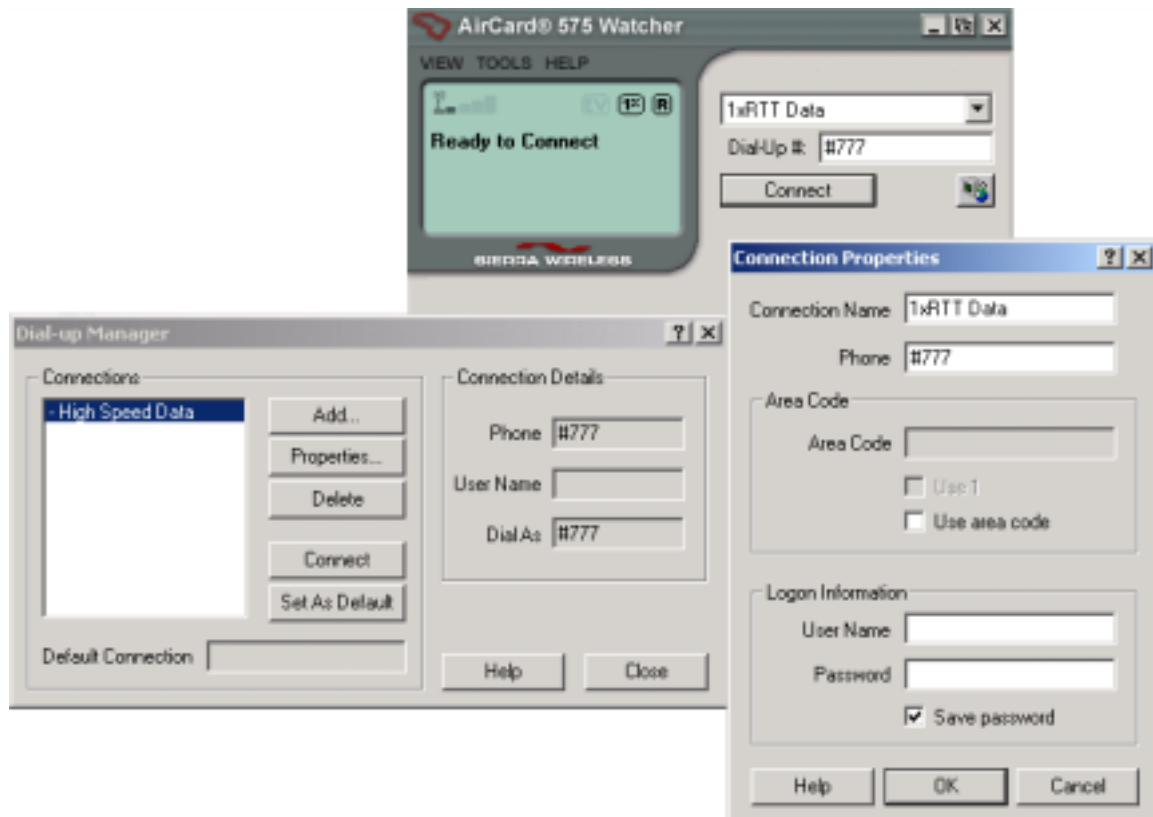 AirCard® 575 Watcher
VIEW TOOLS HELP
EV 1X R
Ready to Connect
SIERRA WIRELESS
1xRTT Data
Dial-Up #: #777
Connect
Dial-up Manager
Connections
- High Speed Data
Add...
Properties...
Delete
Connect
Set As Default
Default Connection
Connection Details
Phone #777
User Name
Dial As #777
Help
Close
Connection Properties
Connection Name 1xRTT Data
Phone #777
Area Code
Area Code
Use 1
Use area code
Logon Information
User Name
Password
Save password
Help
OK
Cancel